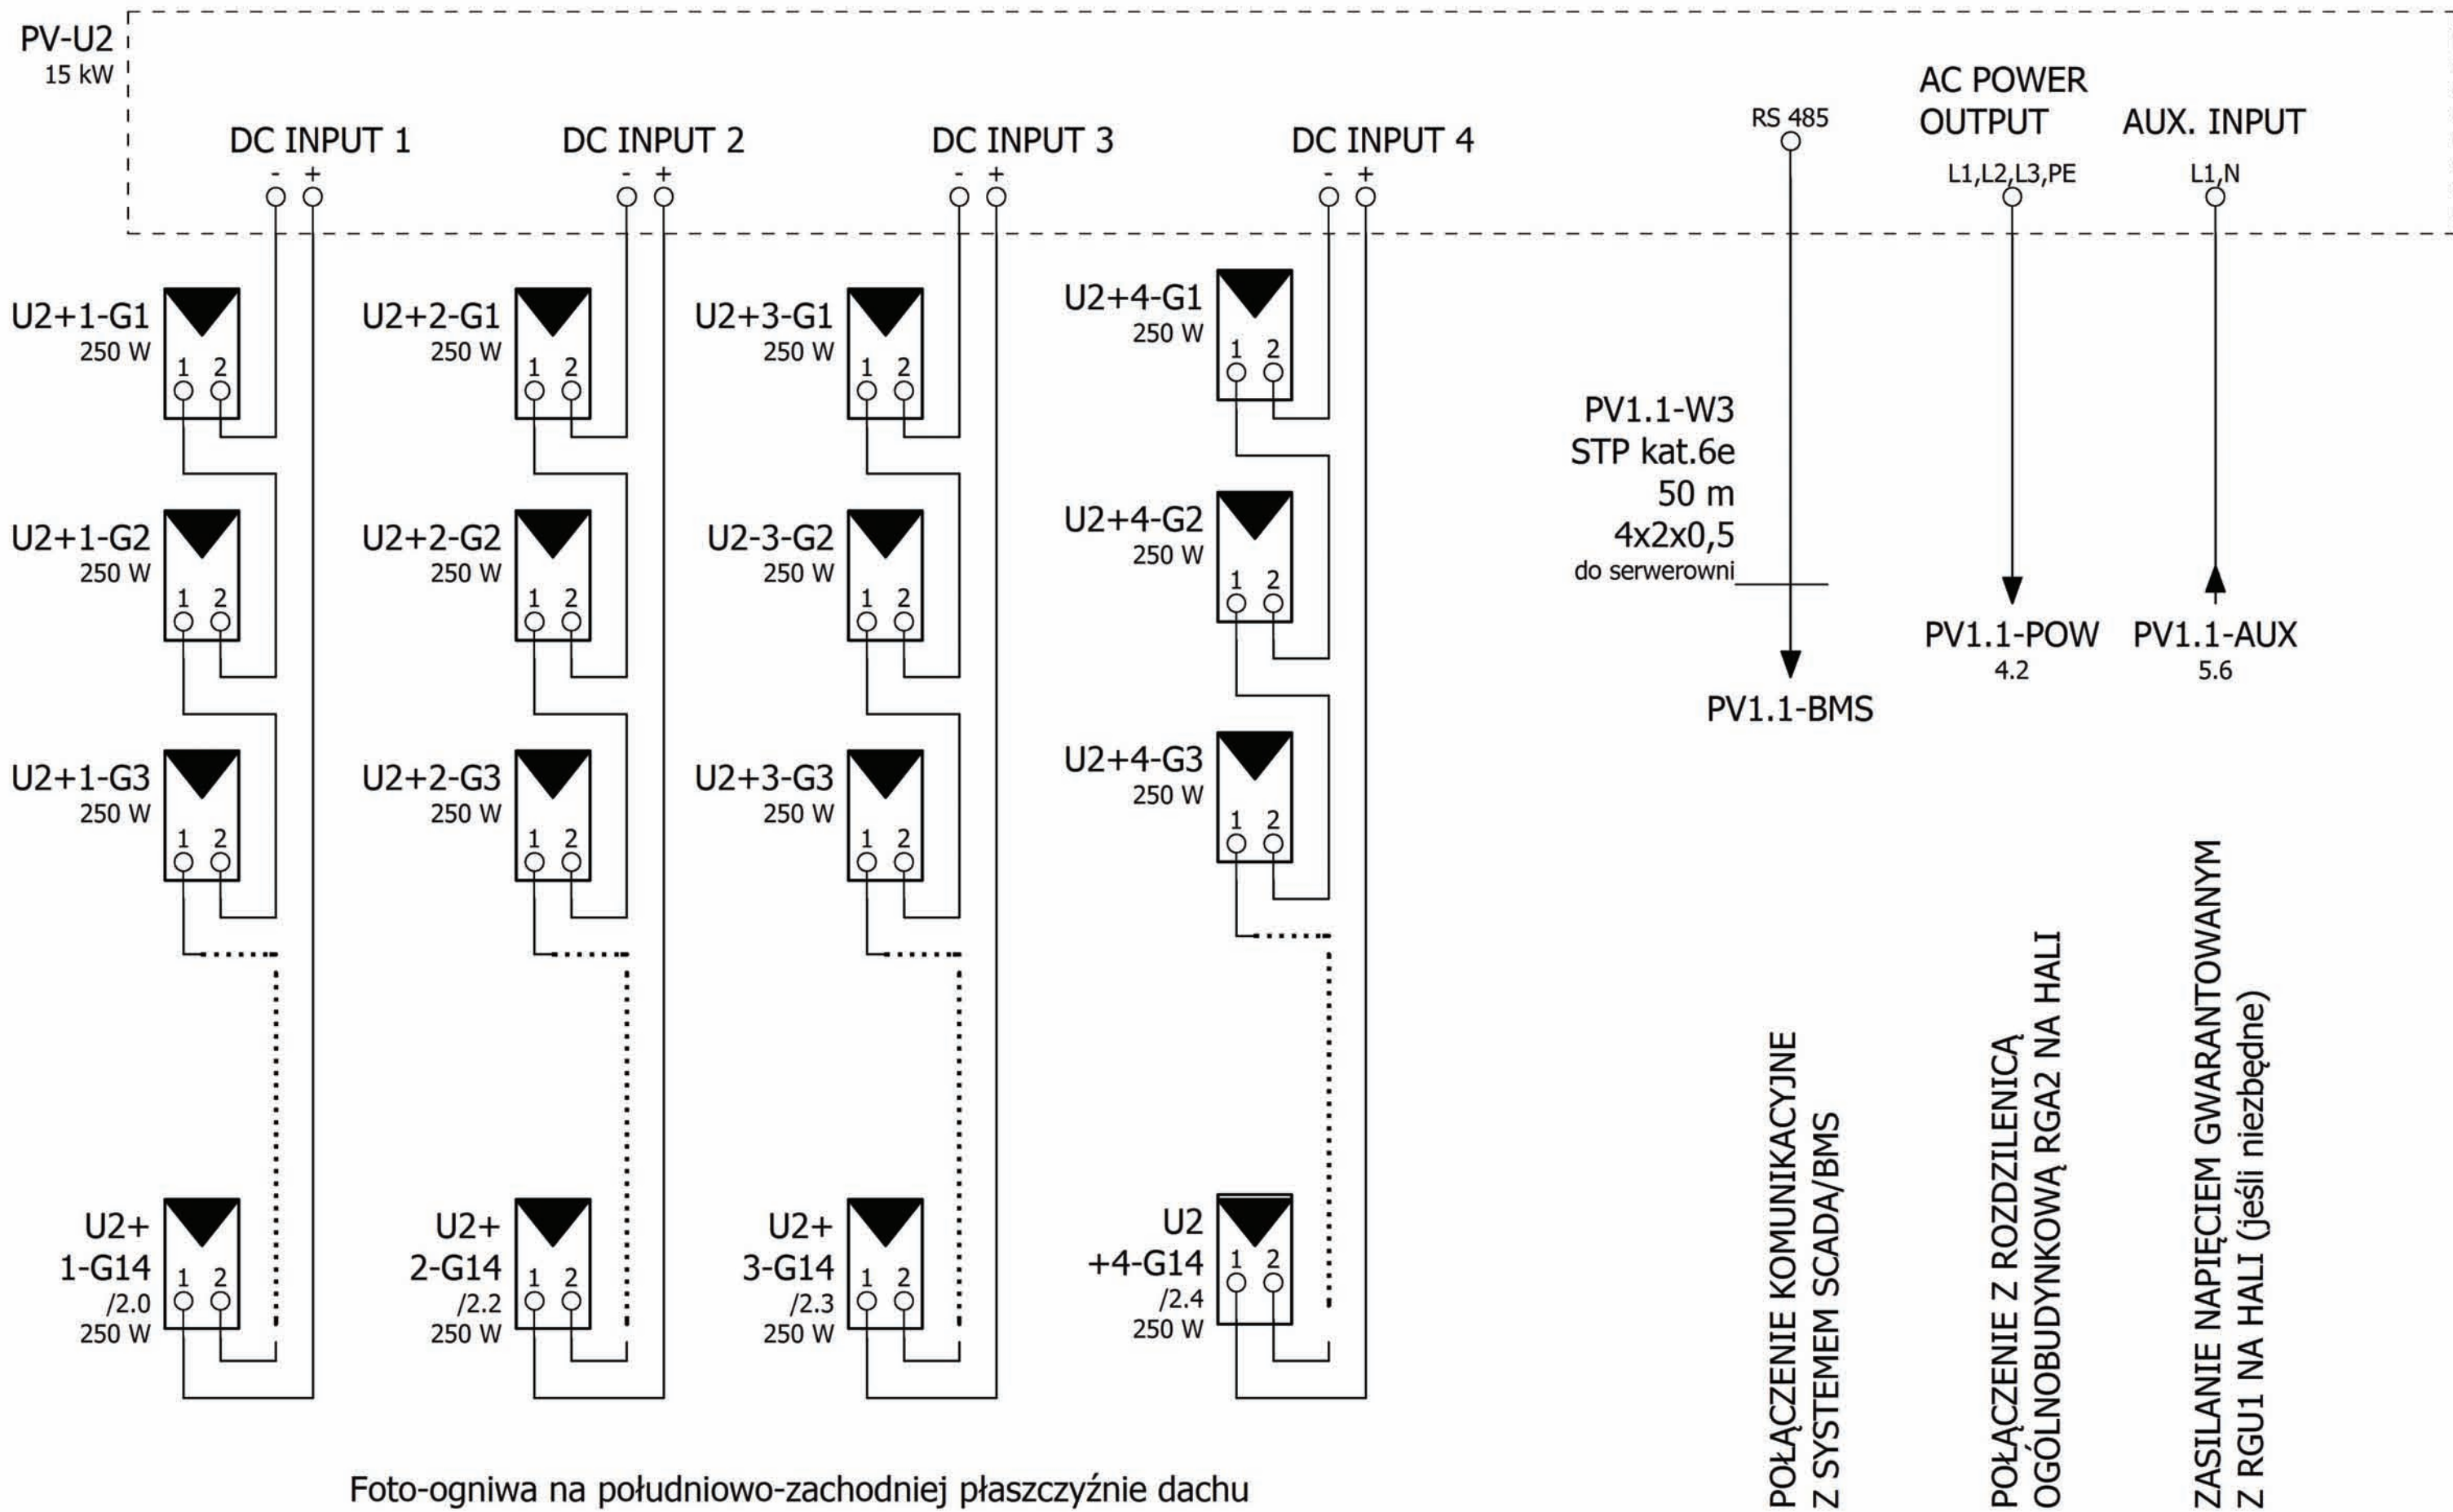 PV-U2
15 kW
DC INPUT 1
- +
DC INPUT 2
- +
DC INPUT 3
- +
DC INPUT 4
- +
RS 485
AC POWER
OUTPUT
L1,L2,L3,PE
AUX. INPUT
L1,N
U2+1-G1
250 W
1 2
U2+2-G1
250 W
1 2
U2+3-G1
250 W
1 2
U2+4-G1
250 W
1 2
U2+1-G2
250 W
1 2
U2+2-G2
250 W
1 2
U2-3-G2
250 W
1 2
U2+4-G2
250 W
1 2
U2+1-G3
250 W
1 2
U2+2-G3
250 W
1 2
U2+3-G3
250 W
1 2
U2+4-G3
250 W
1 2
U2+
1-G14
/2.0
250 W
1 2
U2+
2-G14
/2.2
250 W
1 2
U2+
3-G14
/2.3
250 W
1 2
U2
+4-G14
/2.4
250 W
1 2
PV1.1-W3
STP kat.6e
50 m
4x2x0,5
do serwerowni
PV1.1-BMS
PV1.1-POW
4.2
PV1.1-AUX
5.6
POŁĄCZENIE KOMUNIKACYJNE
Z SYSTEMEM SCADA/BMS
POŁĄCZENIE Z ROZDZILENICĄ
OGÓLNOBUDYNKOWĄ RGA2 NA HALI
ZASILANIE NAPIĘCIEM GWARANTOWANYM
Z RGU1 NA HALI (jeśli niezbędne)
Foto-ogniwa na południowo-zachodniej płaszczyźnie dachu